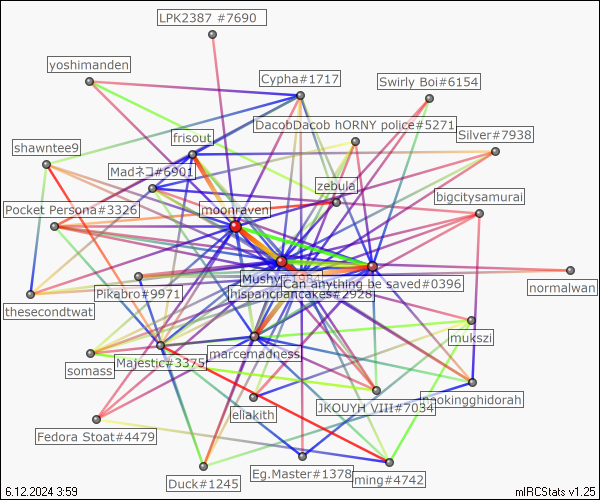 LPK2387 #7690
yoshimanden
Cypha#1717
Swirly Boi#6154
DacobDacob hORNY police#5271
Silver#7938
frisout
shawntee9
Madネコ#6901
zebula
bigcitysamurai
Pocket Persona#3326
moonraven
Mushy#1984
Can anything be saved#0396
normalwan
Pikabro#9971
hispancpancakes#2928
thesecondtwat
mukszi
marcemadness
Majestic#3375
somass
eliakith
JKOUYH VIII#7034
Fedora Stoat#4479
Eg.Master#1378
ming#4742
Duck#1245
6.12.2024 3:59
mIRCStats v1.25